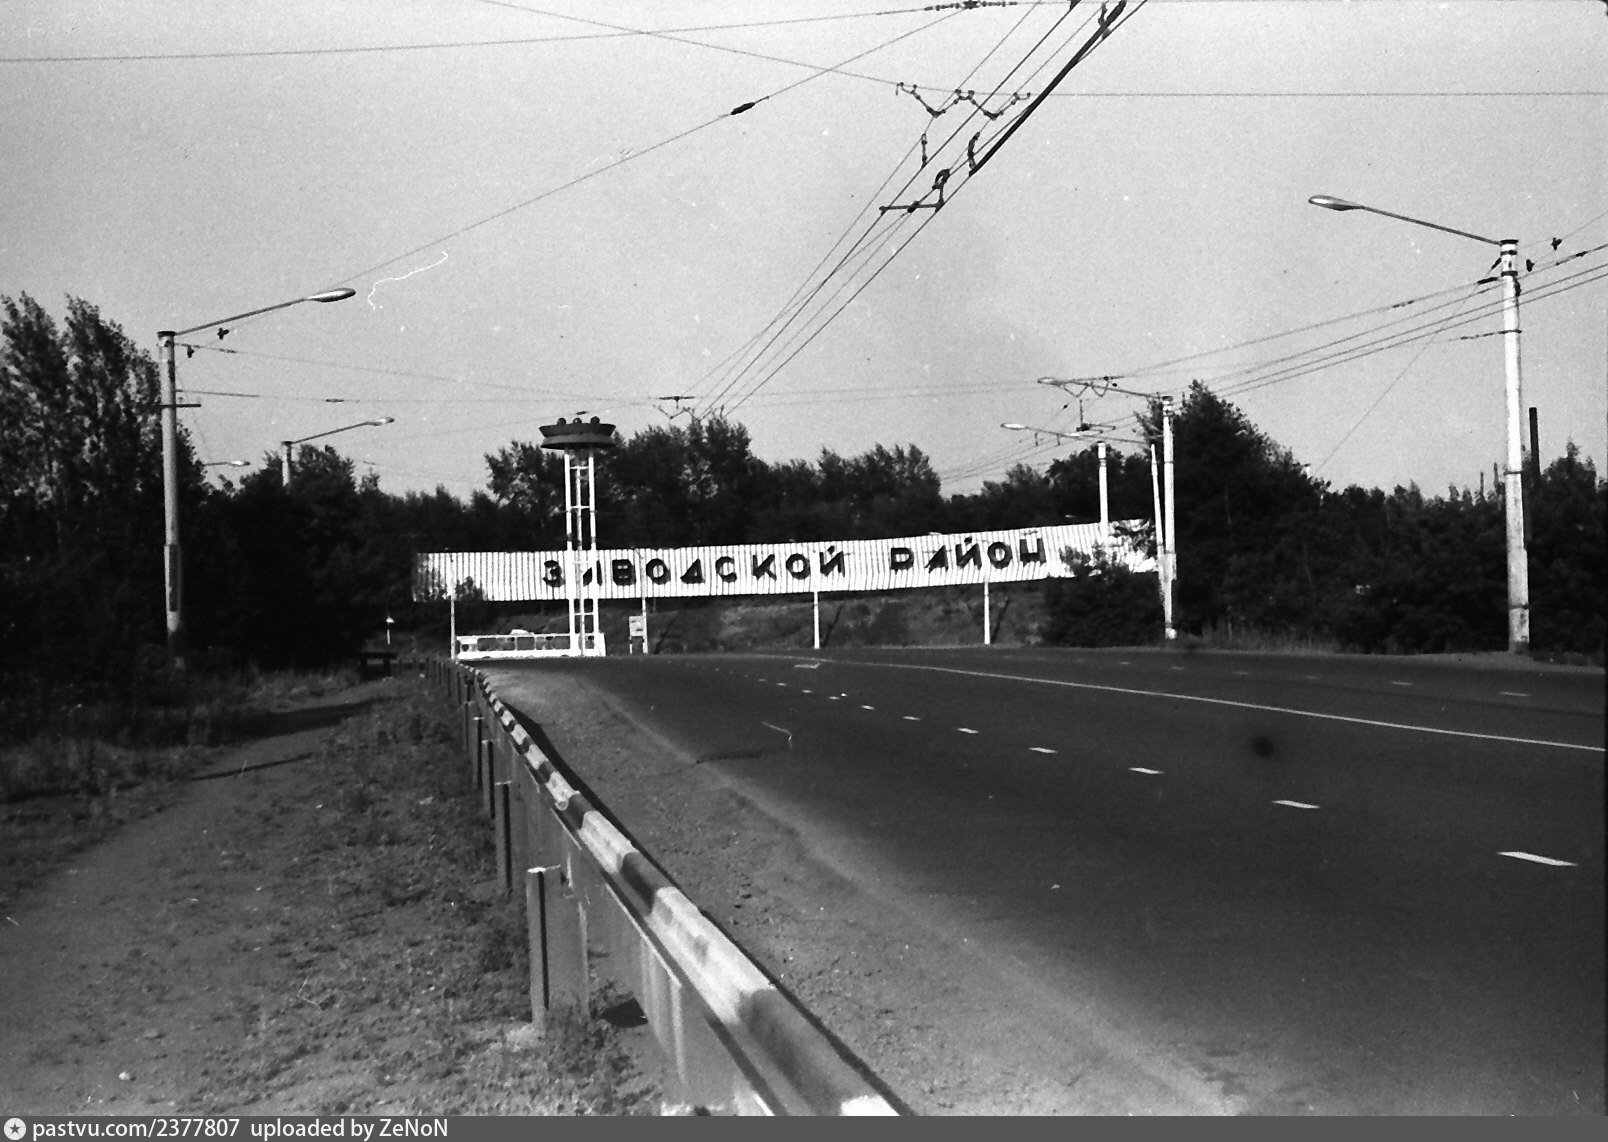 ЗАВОДСКОЙ РАЙОН
pastvu.com/2377807 uploaded by ZeNoN